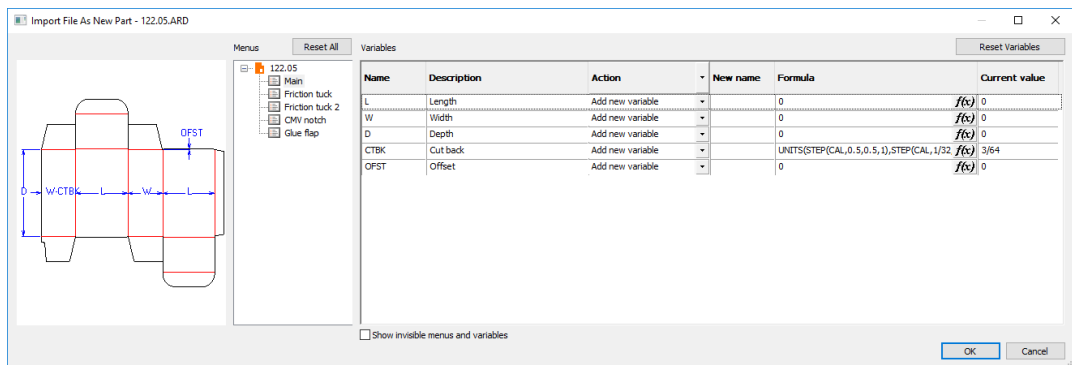 Import File As New Part - 122.05.ARD
Menus
Reset All
Variables
Reset Variables
122.05
Main
Friction tuck
Friction tuck 2
CMV notch
Glue flap
Name Description Action New name Formula Current value
L Length Add new variable 0 f(x) 0
W Width Add new variable 0 f(x) 0
D Depth Add new variable 0 f(x) 0
CTBK Cut back Add new variable UNITS(STEP(CAL,0.5,0.5,1),STEP(CAL,1/32 f(x) 3/64
OFST Offset Add new variable 0 f(x) 0
OFST
D W-CTBK L W L
Show invisible menus and variables
OK Cancel